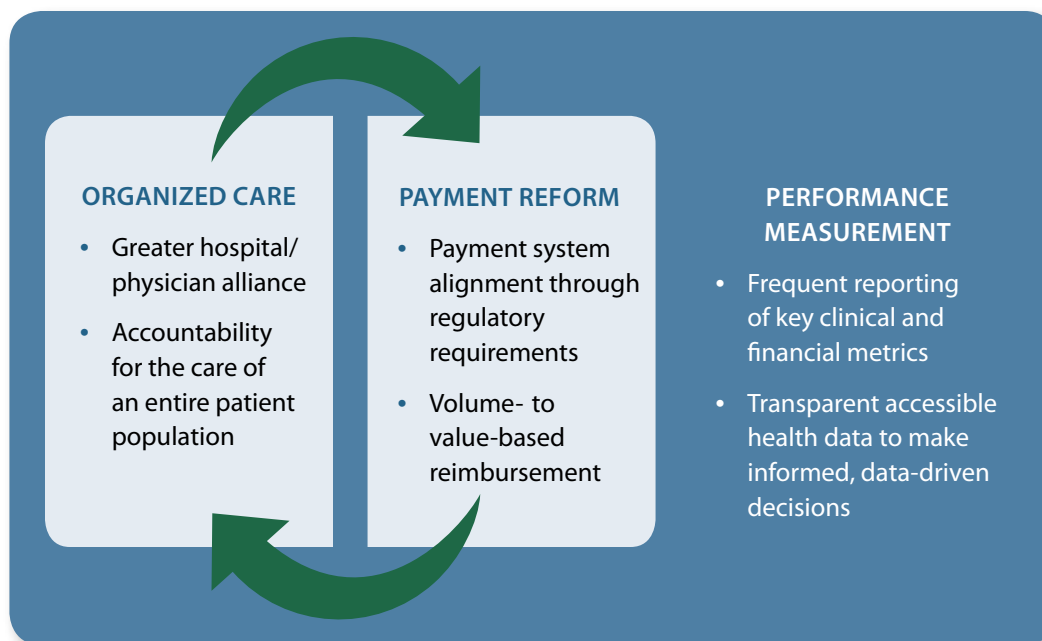 ORGANIZED CARE
• Greater hospital/
physician alliance
• Accountability
for the care of
an entire patient
population
PAYMENT REFORM
• Payment system
alignment through
regulatory
requirements
• Volume- to
value-based
reimbursement
PERFORMANCE
MEASUREMENT
• Frequent reporting
of key clinical and
financial metrics
• Transparent accessible
health data to make
informed, data-driven
decisions